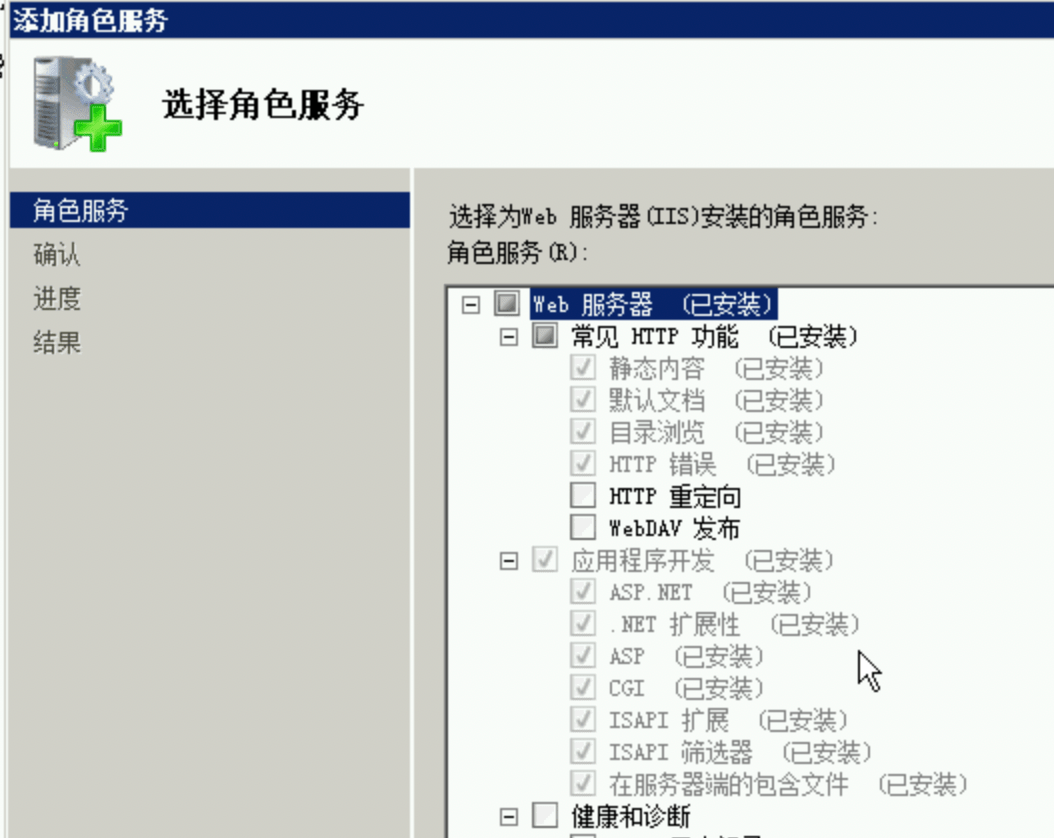 添加角色服务
选择角色服务
角色服务
确认
进度
结果
选择为Web 服务器(IIS)安装的角色服务:
角色服务(R):
Web 服务器 (已安装)
常见 HTTP 功能 (已安装)
静态内容 (已安装)
默认文档 (已安装)
目录浏览 (已安装)
HTTP 错误 (已安装)
HTTP 重定向
WebDAV 发布
应用程序开发 (已安装)
ASP.NET (已安装)
.NET 扩展性 (已安装)
ASP (已安装)
CGI (已安装)
ISAPI 扩展 (已安装)
ISAPI 筛选器 (已安装)
在服务器端的包含文件 (已安装)
健康和诊断